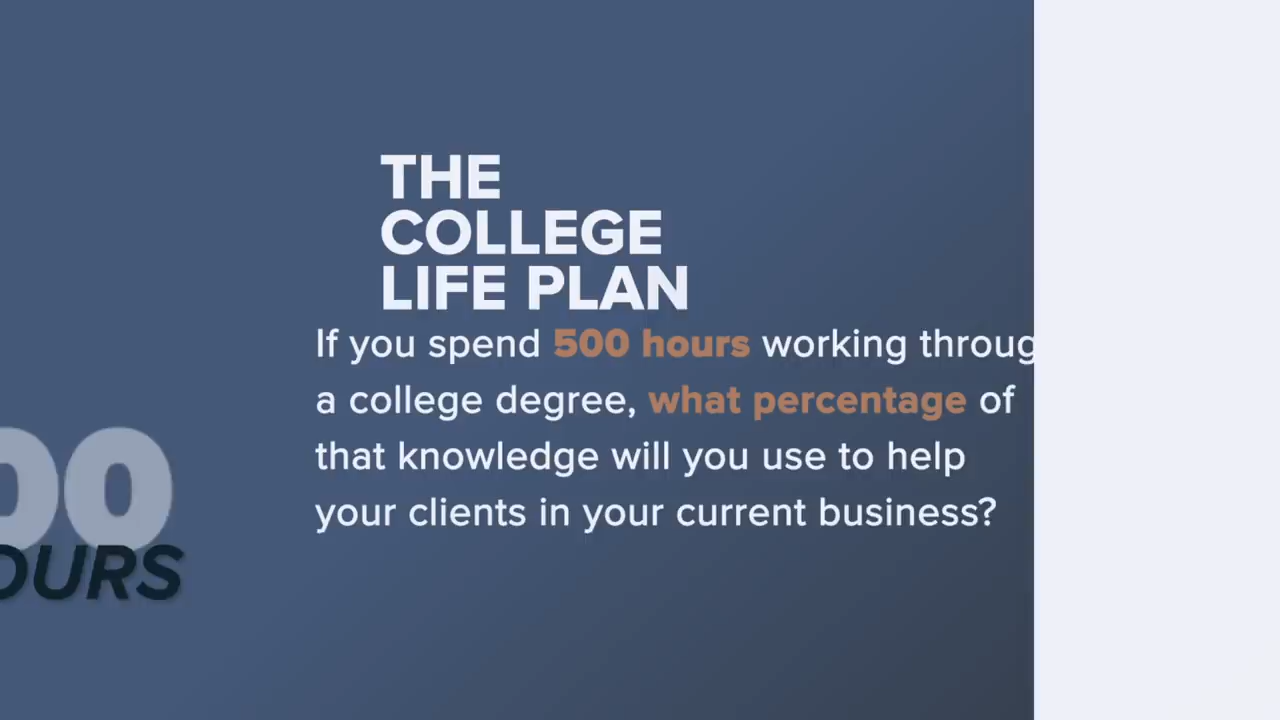 THE
COLLEGE
LIFE PLAN
If you spend 500 hours working throug
a college degree, what percentage of
that knowledge will you use to help
your clients in your current business?
00
OURS